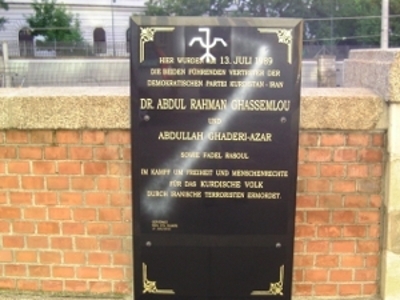 HIER WURDEN AM 13. JULI 1989
DIE BEIDEN FÜHRENDEN VERTRETER DER
DEMOKRATISCHEN PARTEI KURDISTAN - IRAN
DR. ABDUL RAHMAN GHASSEMLOU
UND
ABDULLAH GHADERI-AZAR
SOWIE FADEL RASOUL
IM KAMPF UM FREIHEIT UND MENSCHENRECHTE
FÜR DAS KURDISCHE VOLK
DURCH IRANISCHE TERRORISTEN ERMORDET.